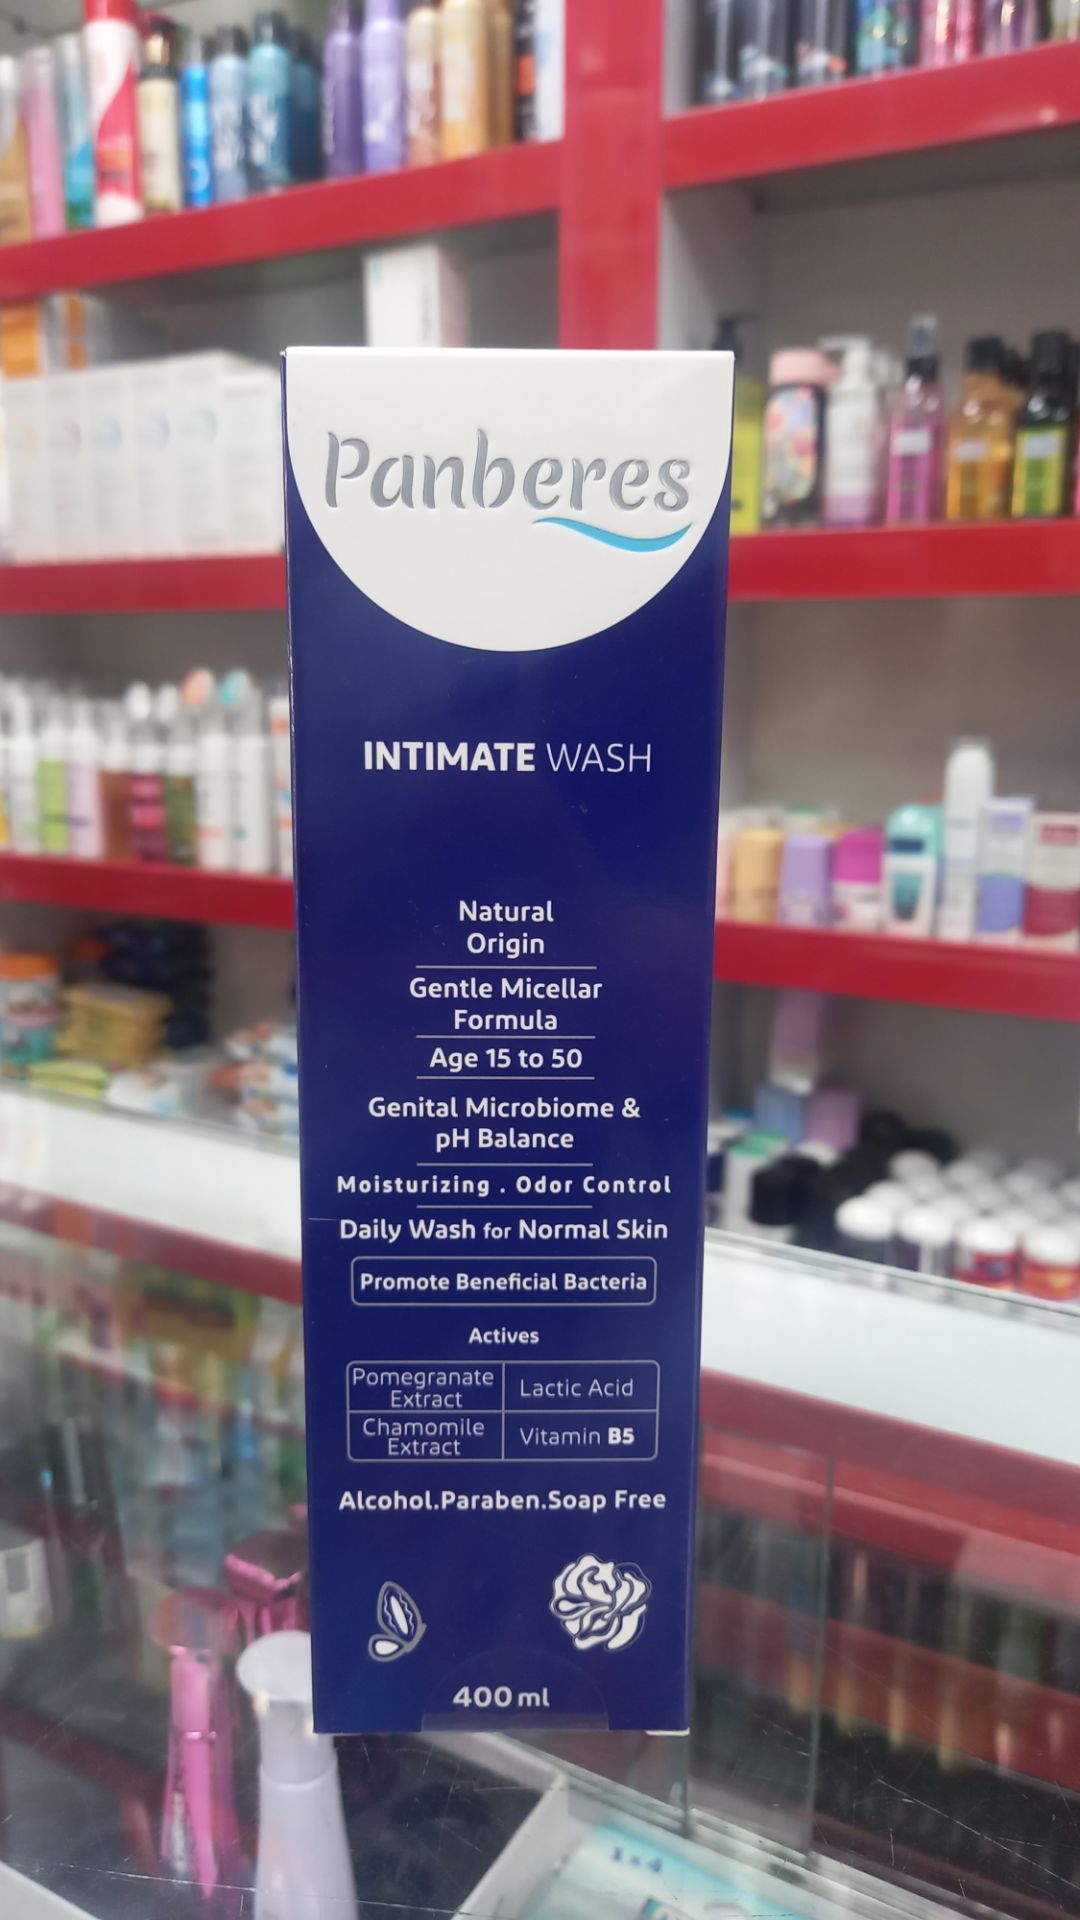 Panberes
INTIMATE WASH
Natural
Origin
Gentle Micellar
Formula
Age 15 to 50
Genital Microbiome &
pH Balance
Moisturizing . Odor Control
Daily Wash for Normal Skin
Promote Beneficial Bacteria
Actives
Pomegranate
Extract
Lactic Acid
Chamomile
Extract
Vitamin B5
Alcohol.Paraben.Soap Free
400 ml
1x4